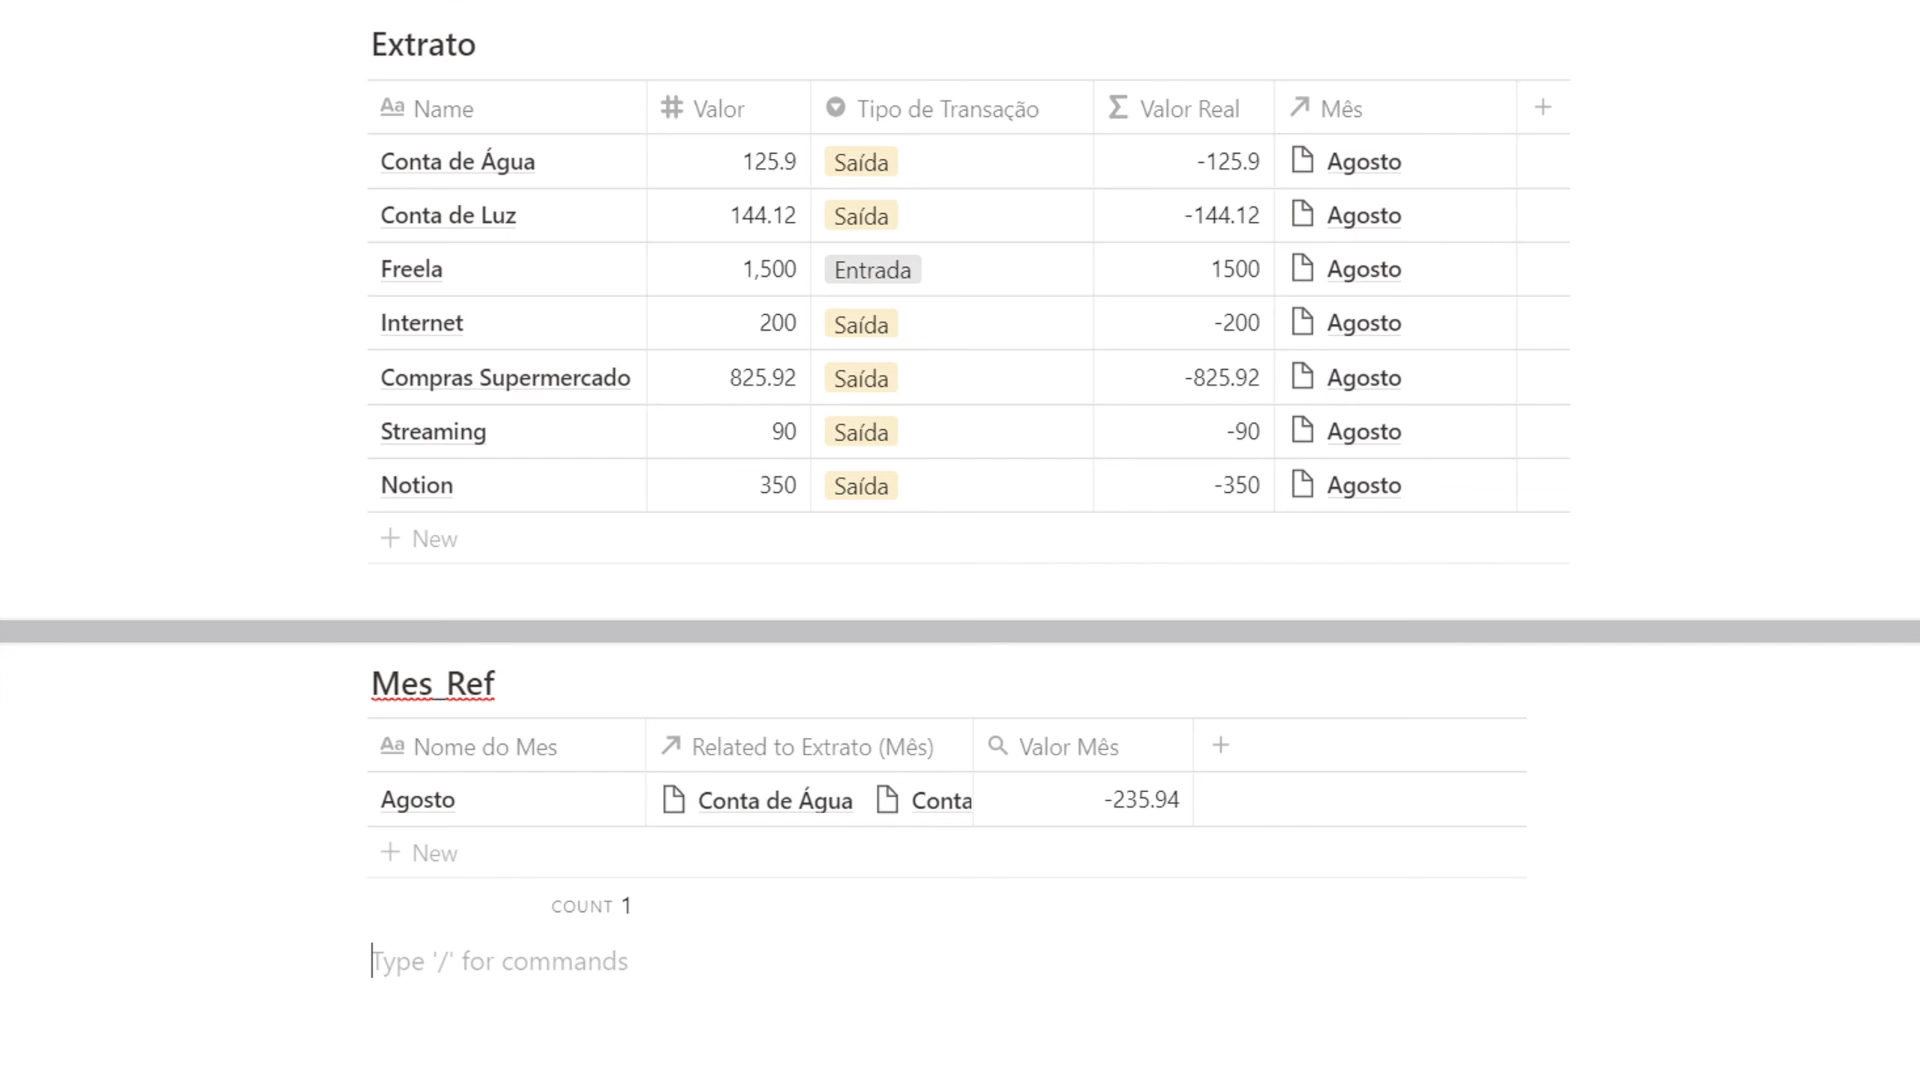 Extrato
Aa Name # Valor Tipo de Transação Σ Valor Real Mês +
Conta de Água 125.9 Saída -125.9 Agosto
Conta de Luz 144.12 Saída -144.12 Agosto
Freela 1,500 Entrada 1500 Agosto
Internet 200 Saída -200 Agosto
Compras Supermercado 825.92 Saída -825.92 Agosto
Streaming 90 Saída -90 Agosto
Notion 350 Saída -350 Agosto
+ New
Mes_Ref
Aa Nome do Mes Related to Extrato (Mês) Valor Mês +
Agosto Conta de Água Conta -235.94
+ New
COUNT 1
Type '/' for commands